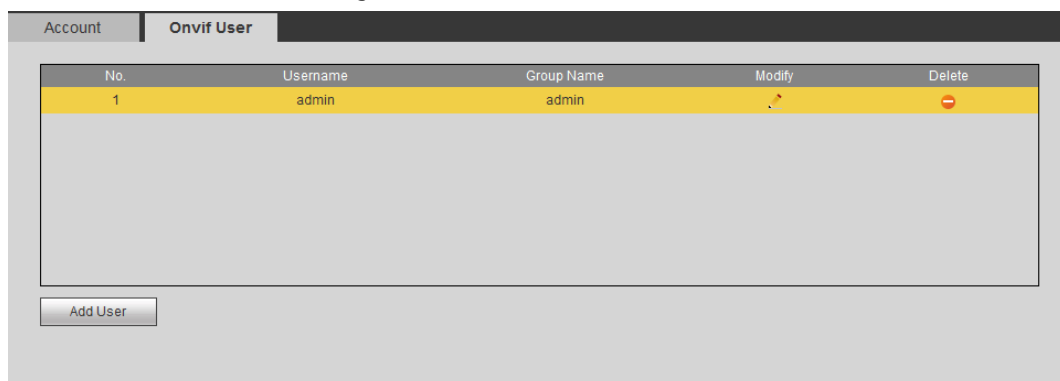 Account Onvif User
No. Username Group Name Modify Delete
1 admin admin
Add User